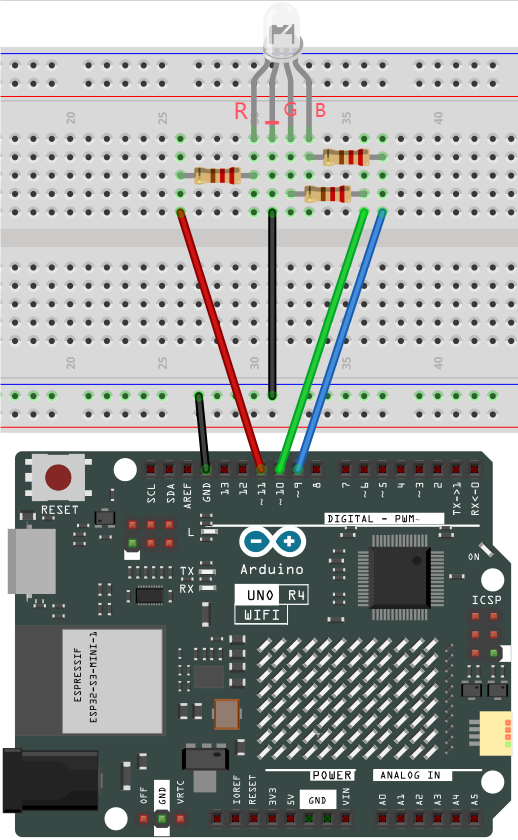 R - G B
20 30 35 40
20 30 35 40
RESET
SCL SDA AREF GND 13 12 ~11 ~10 ~9 8 7 ~6 ~5 4 ~3 2 TX→1 RX←0
DIGITAL - PWM~
L
TX
RX
Arduino
UNO R4
WIFI
ON
ICSP
ESPRESSIF
ESP32-S3-MINI-1
POWER
ANALOG IN
OFF GND VRTC IOREF RESET 3V3 5V GND VIN A0 A1 A2 A3 A4 A5